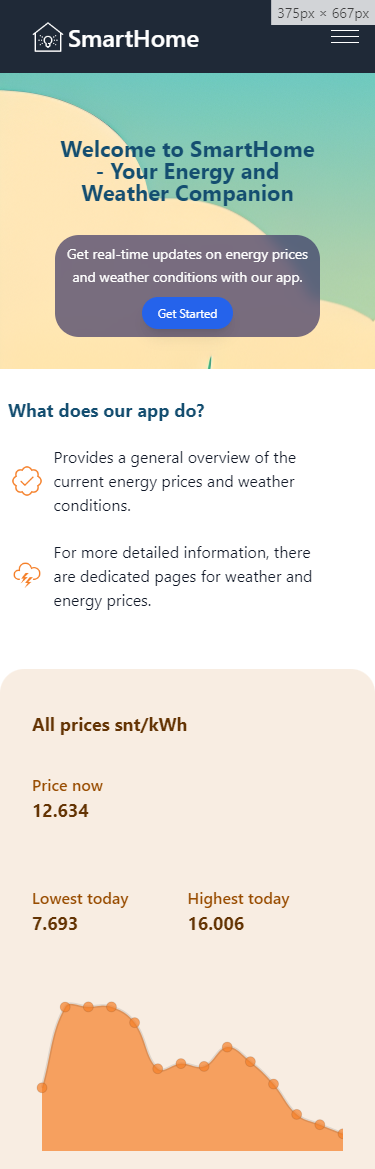 375px × 667px
SmartHome
Welcome to SmartHome
- Your Energy and
Weather Companion
Get real-time updates on energy prices
and weather conditions with our app.
Get Started
What does our app do?
Provides a general overview of the
current energy prices and weather
conditions.
For more detailed information, there
are dedicated pages for weather and
energy prices.
All prices snt/kWh
Price now
12.634
Lowest today
7.693
Highest today
16.006